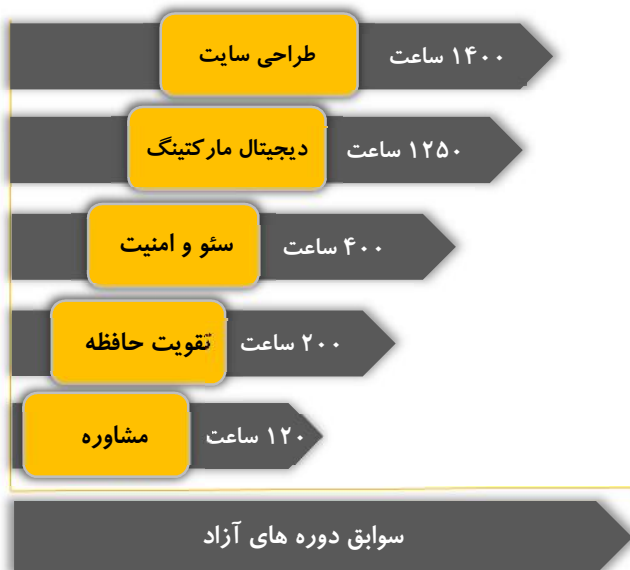 طراحی سایت ۱۴۰۰ ساعت
دیجیتال مارکتینگ ۱۲۵۰ ساعت
سئو و امنیت ۴۰۰ ساعت
تقویت حافظه ۲۰۰ ساعت
مشاوره ۱۲۰ ساعت
سوابق دوره های آزاد